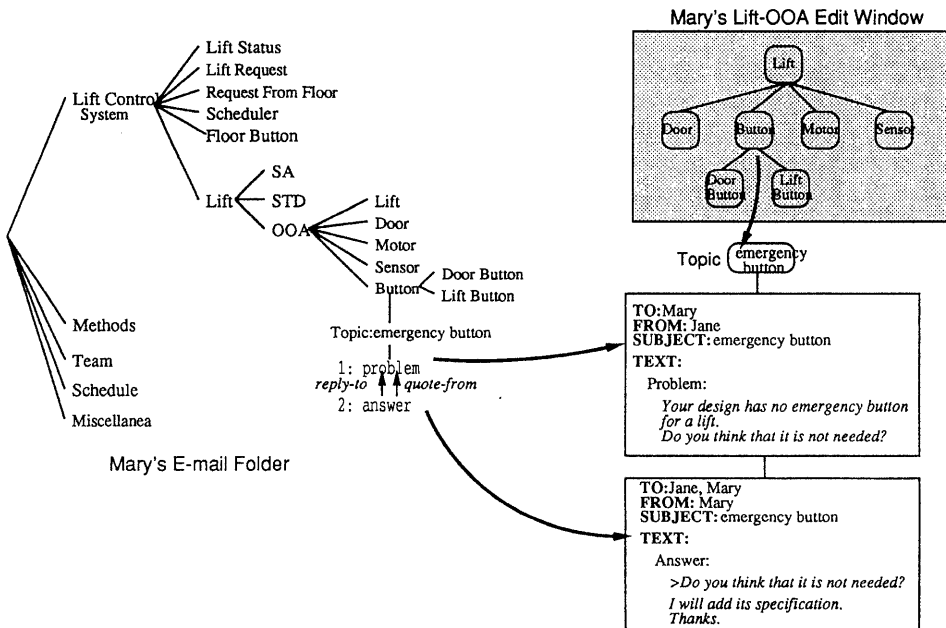 Lift Status
Lift Request
Lift Control
System
Request From Floor
Scheduler
Floor Button
Lift
SA
STD
OOA
Lift
Door
Motor
Sensor
Button
Door Button
Lift Button
Topic:emergency button
1: problem
reply-to
quote-from
2: answer
Methods
Team
Schedule
Miscellanea
Mary's E-mail Folder
Mary's Lift-OOA Edit Window
Lift
Door
Button
Motor
Sensor
Door
Button
Lift
Button
Topic
emergency
button
TO:Mary
FROM: Jane
SUBJECT: emergency button
TEXT:
Problem:
Your design has no emergency button
for a lift.
Do you think that it is not needed?
TO:Jane, Mary
FROM: Mary
SUBJECT: emergency button
TEXT:
Answer:
>Do you think that it is not needed?
I will add its specification.
Thanks.